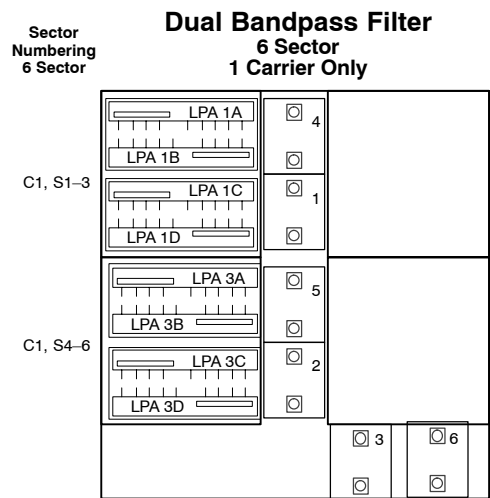 Dual Bandpass Filter
6 Sector
1 Carrier Only
Sector
Numbering
6 Sector
LPA 1A
4
LPA 1B
C1, S1–3
LPA 1C
1
LPA 1D
LPA 3A
5
LPA 3B
C1, S4–6
LPA 3C
2
LPA 3D
3
6